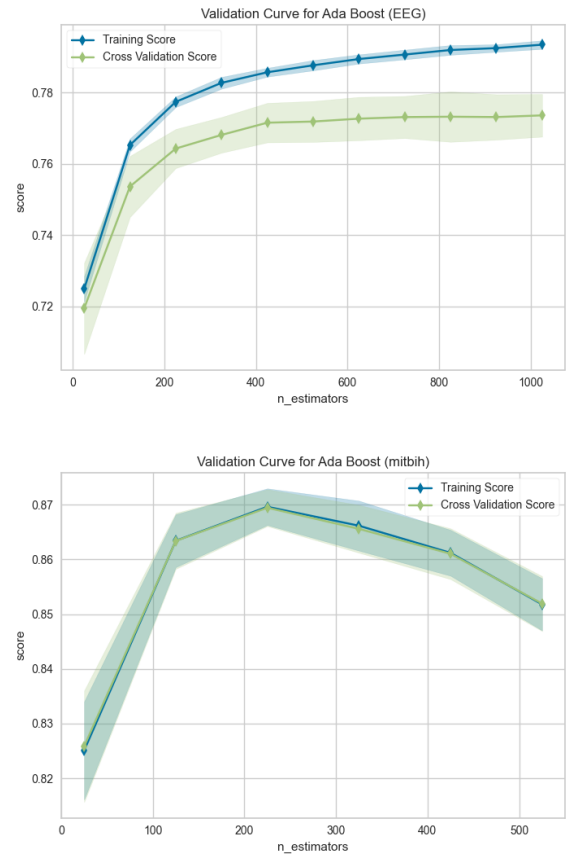 Validation Curve for Ada Boost (EEG)
Training Score
Cross Validation Score
0.78
0.76
0.74
0.72
score
0 200 400 600 800 1000
n_estimators
Validation Curve for Ada Boost (mitbih)
Training Score
Cross Validation Score
0.87
0.86
0.85
0.84
0.83
0.82
score
0 100 200 300 400 500
n_estimators